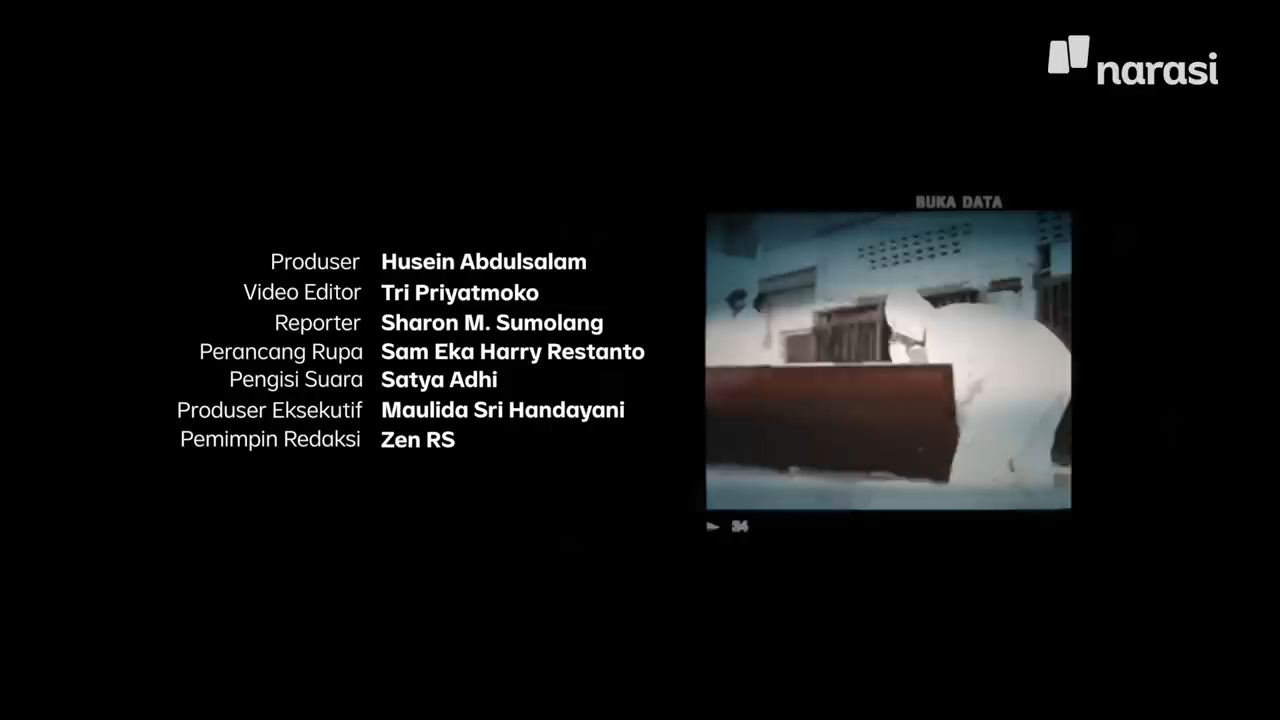 narasi
BUKA DATA
Produser Husein Abdulsalam
Video Editor Tri Priyatmoko
Reporter Sharon M. Sumolang
Perancang Rupa Sam Eka Harry Restanto
Pengisi Suara Satya Adhi
Produser Eksekutif Maulida Sri Handayani
Pemimpin Redaksi Zen RS
34